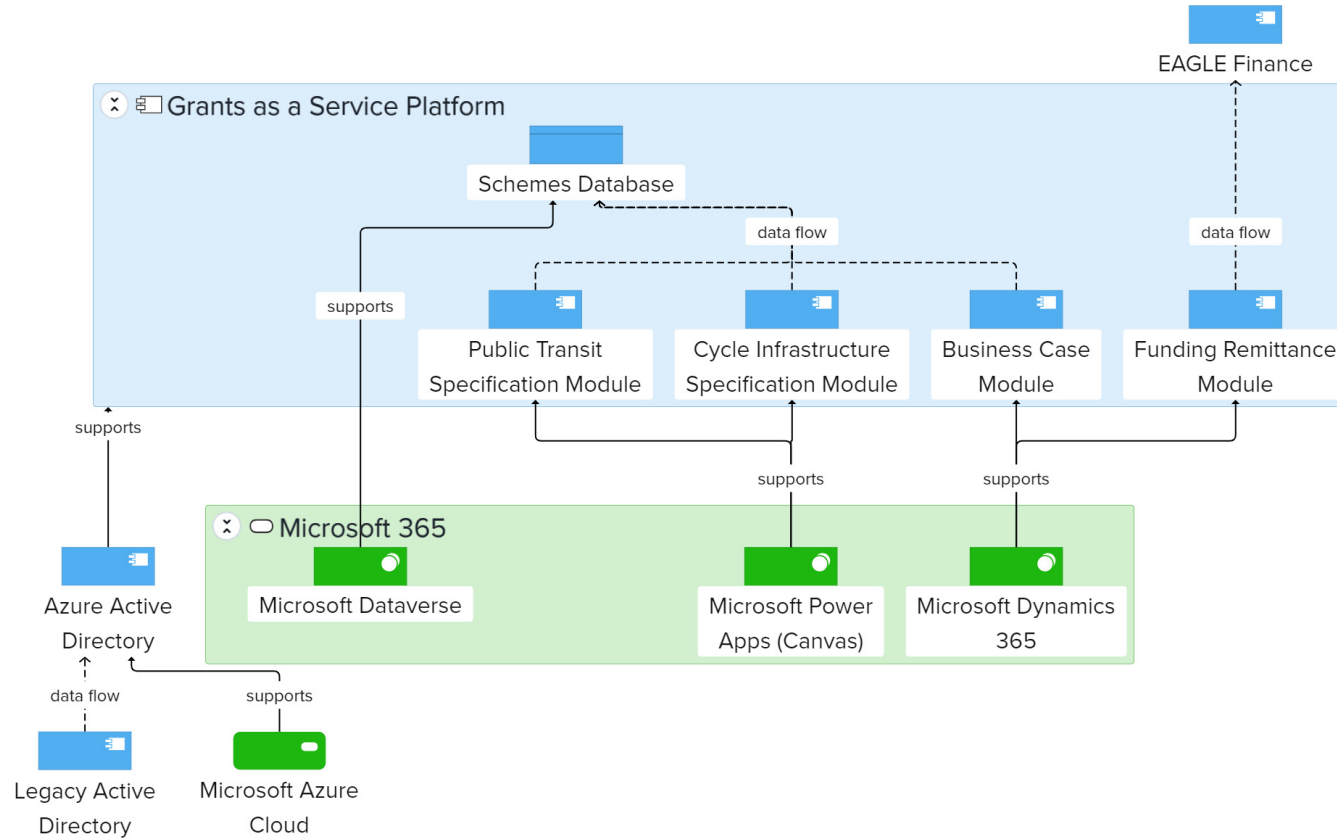 EAGLE Finance
Grants as a Service Platform
Schemes Database
data flow
data flow
supports
Public Transit
Specification Module
Cycle Infrastructure
Specification Module
Business Case
Module
Funding Remittance
Module
supports
supports
supports
Microsoft 365
Azure Active
Directory
Microsoft Dataverse
Microsoft Power
Apps (Canvas)
Microsoft Dynamics
365
data flow
supports
Legacy Active
Directory
Microsoft Azure
Cloud